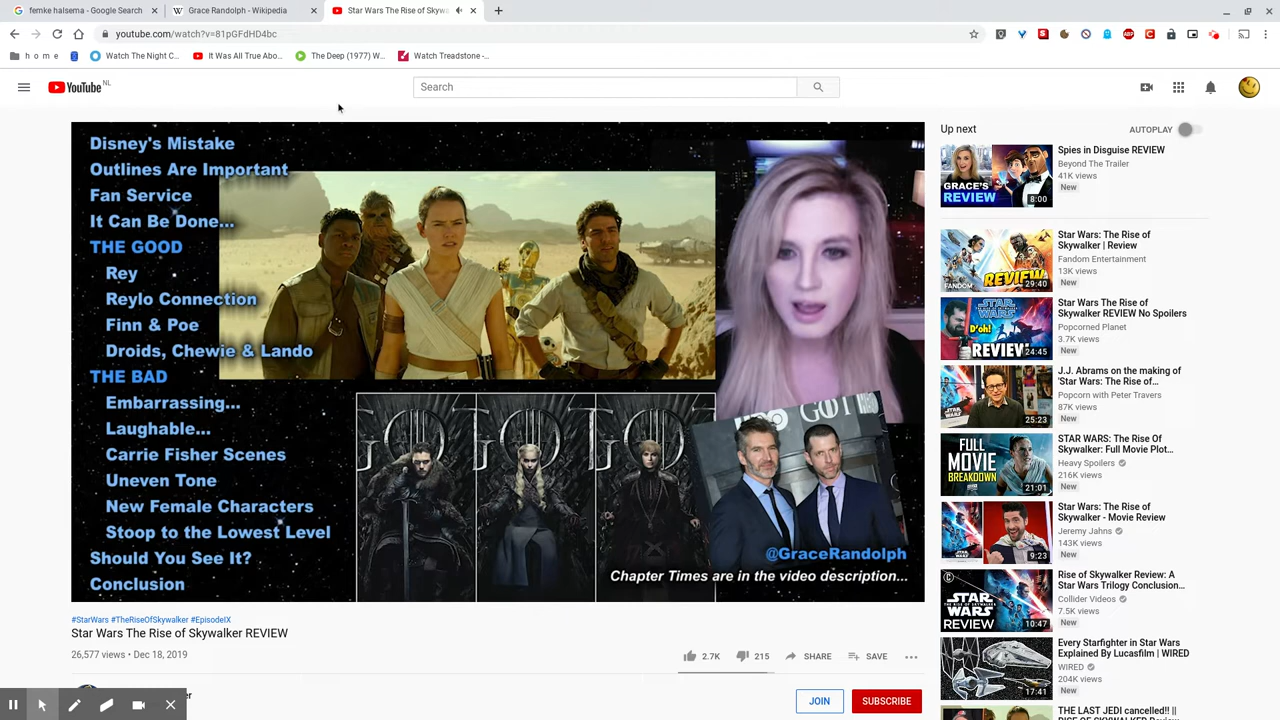 femke halsema - Google Search
Grace Randolph - Wikipedia
Star Wars The Rise of Skywa
youtube.com/watch?v=81pGFdHD4bc
h o m e
Watch The Night C...
It Was All True Abo...
The Deep (1977) W...
Watch Treadstone -...
YouTube NL
Search
Disney's Mistake
Outlines Are Important
Fan Service
It Can Be Done...
THE GOOD
Rey
Reylo Connection
Finn & Poe
Droids, Chewie & Lando
THE BAD
Embarrassing...
Laughable...
Carrie Fisher Scenes
Uneven Tone
New Female Characters
Stoop to the Lowest Level
Should You See It?
Conclusion
@GraceRandolph
Chapter Times are in the video description...
#StarWars #TheRiseOfSkywalker #EpisodeIX
Star Wars The Rise of Skywalker REVIEW
26,577 views • Dec 18, 2019
2.7K
215
SHARE
SAVE
JOIN
SUBSCRIBE
Up next
AUTOPLAY
GRACE'S
REVIEW
8:00
Spies in Disguise REVIEW
Beyond The Trailer
41K views
New
FANDOM
REVIEW
29:40
Star Wars: The Rise of
Skywalker | Review
Fandom Entertainment
13K views
New
STAR
WARS
D'oh!
REVIEW
24:45
Star Wars The Rise of
Skywalker REVIEW No Spoilers
Popcorned Planet
3.7K views
New
25:23
J.J. Abrams on the making of
'Star Wars: The Rise of...
Popcorn with Peter Travers
87K views
New
FULL
MOVIE
BREAKDOWN
21:01
STAR WARS: The Rise Of
Skywalker: Full Movie Plot...
Heavy Spoilers
216K views
New
9:23
Star Wars: The Rise of
Skywalker - Movie Review
Jeremy Jahns
143K views
New
STAR
WARS
REVIEW
10:47
Rise of Skywalker Review: A
Star Wars Trilogy Conclusion...
Collider Videos
7.5K views
New
17:41
Every Starfighter in Star Wars
Explained By Lucasfilm | WIRED
WIRED
204K views
New
THE LAST JEDI cancelled!! ||